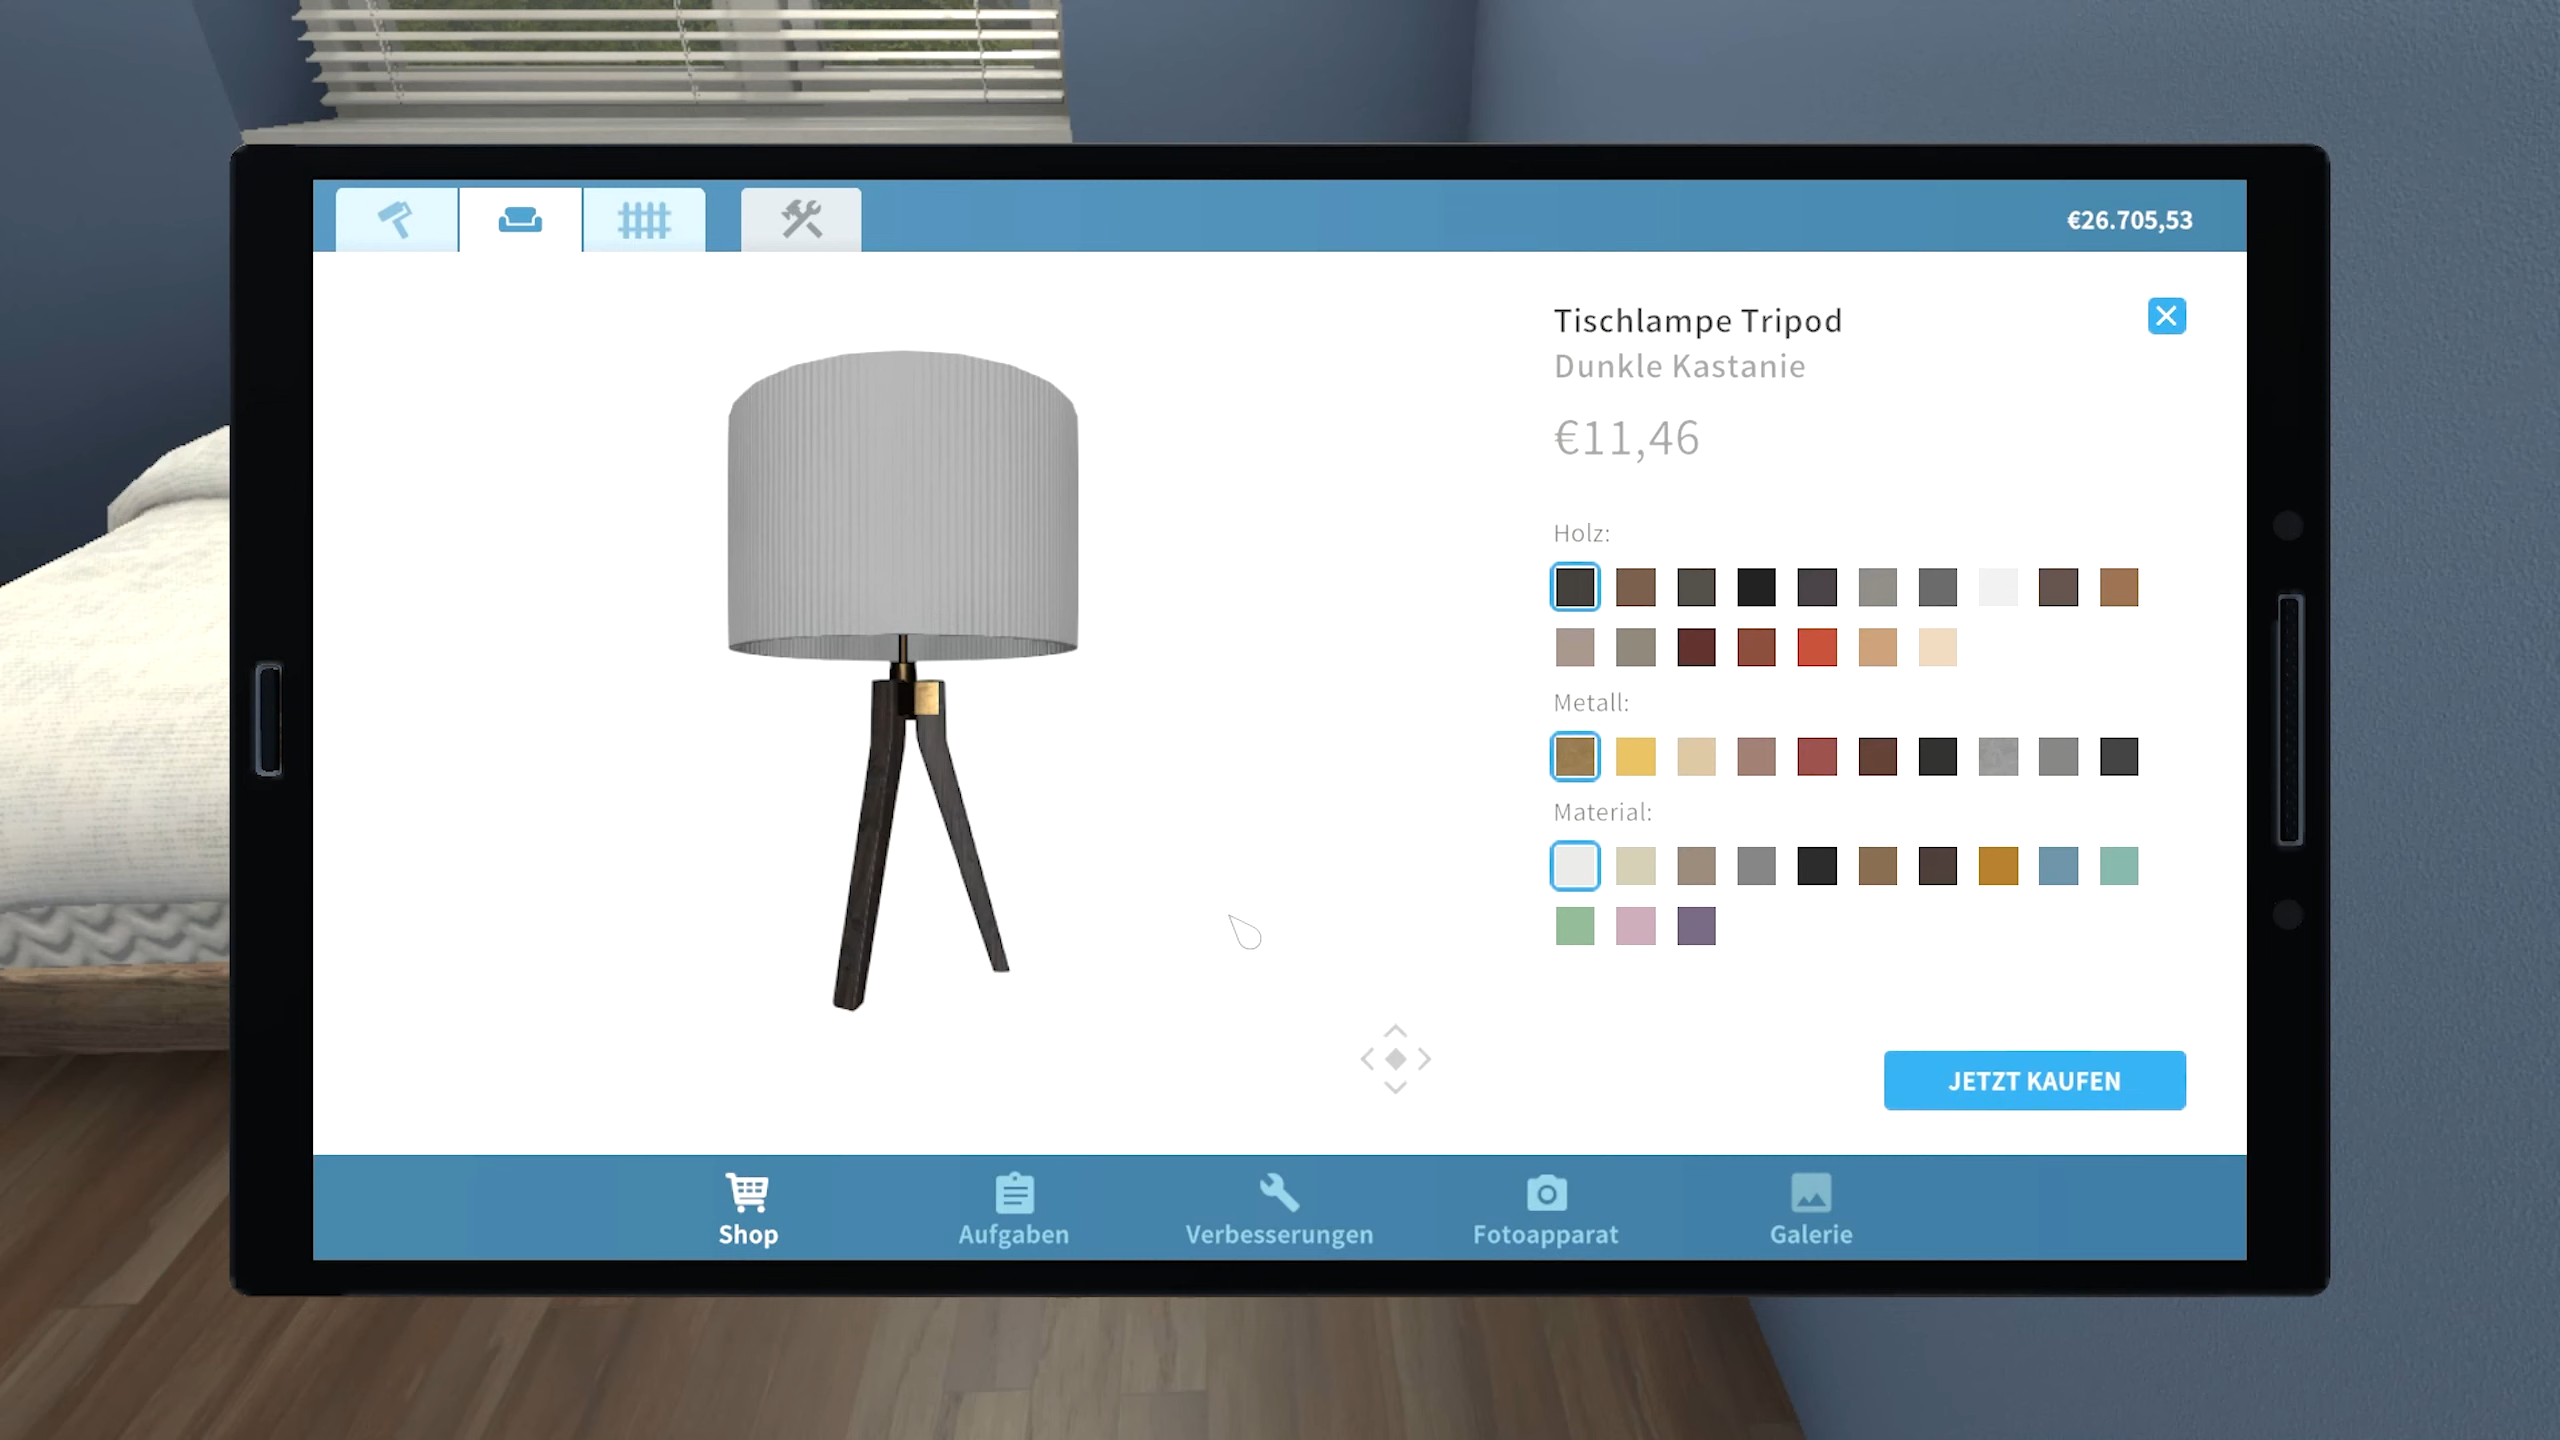 €26.705,53
Tischlampe Tripod
Dunkle Kastanie
€11,46
Holz:
Metall:
Material:
JETZT KAUFEN
Shop
Aufgaben
Verbesserungen
Fotoapparat
Galerie